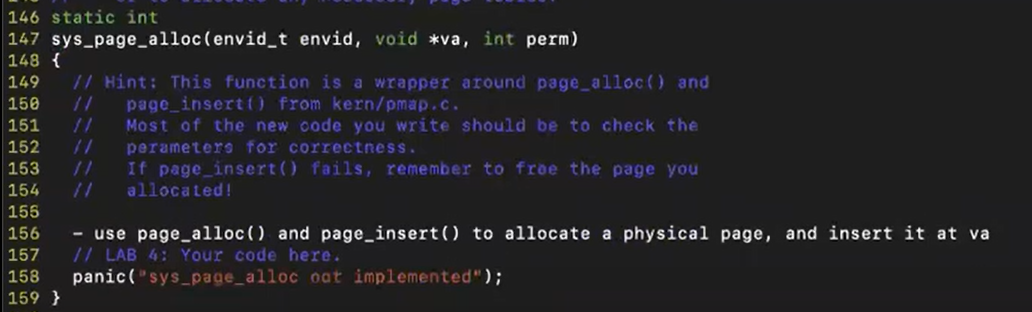 146 static int
147 sys_page_alloc(envid_t envid, void *va, int perm)
148 {
149 // Hint: This function is a wrapper around page_alloc() and
150 // page_insert() from kern/pmap.c.
151 // Most of the new code you write should be to check the
152 // parameters for correctness.
153 // If page_insert() fails, remember to free the page you
154 // allocated!
155
156 - use page_alloc() and page_insert() to allocate a physical page, and insert it at va
157 // LAB 4: Your code here.
158 panic("sys_page_alloc not implemented");
159 }